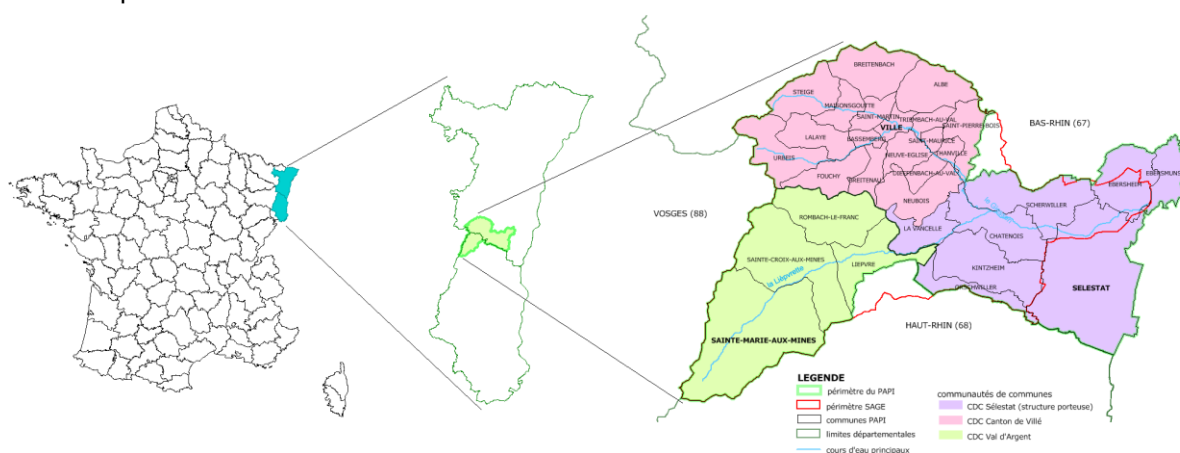 BREITENBACH
ALBE
STEIGE
MAISONSGOUTTE
SAINT-MARTIN
TRIEMBACH-AU-VAL
VILLE
SAINT-PIERRE-BOIS
BAS-RHIN (67)
LALAYE
BASSEMBERG
SAINT-MAURICE
THANVILLE
URBEIS
NEUVE-EGLISE
FOUCHY
DIEFFENBACH-AU-VAL
BREITENAU
EBERSHEIM
EBERSMUNS
NEUBOIS
SCHERWILLER
VOSGES (88)
ROMBACH-LE-FRANC
LA VANCELLE
CHATENOIS
SAINTE-CROIX-AUX-MINES
LIEPVRE
KINTZHEIM
la Lièpvrette
SELESTAT
HAUT-RHIN (68)
SAINTE-MARIE-AUX-MINES
LEGENDE
périmètre du PAPI
périmètre SAGE
communes PAPI
limites départementales
cours d'eau principaux
communautés de communes
CDC Sélestat (structure porteuse)
CDC Canton de Villé
CDC Val d'Argent